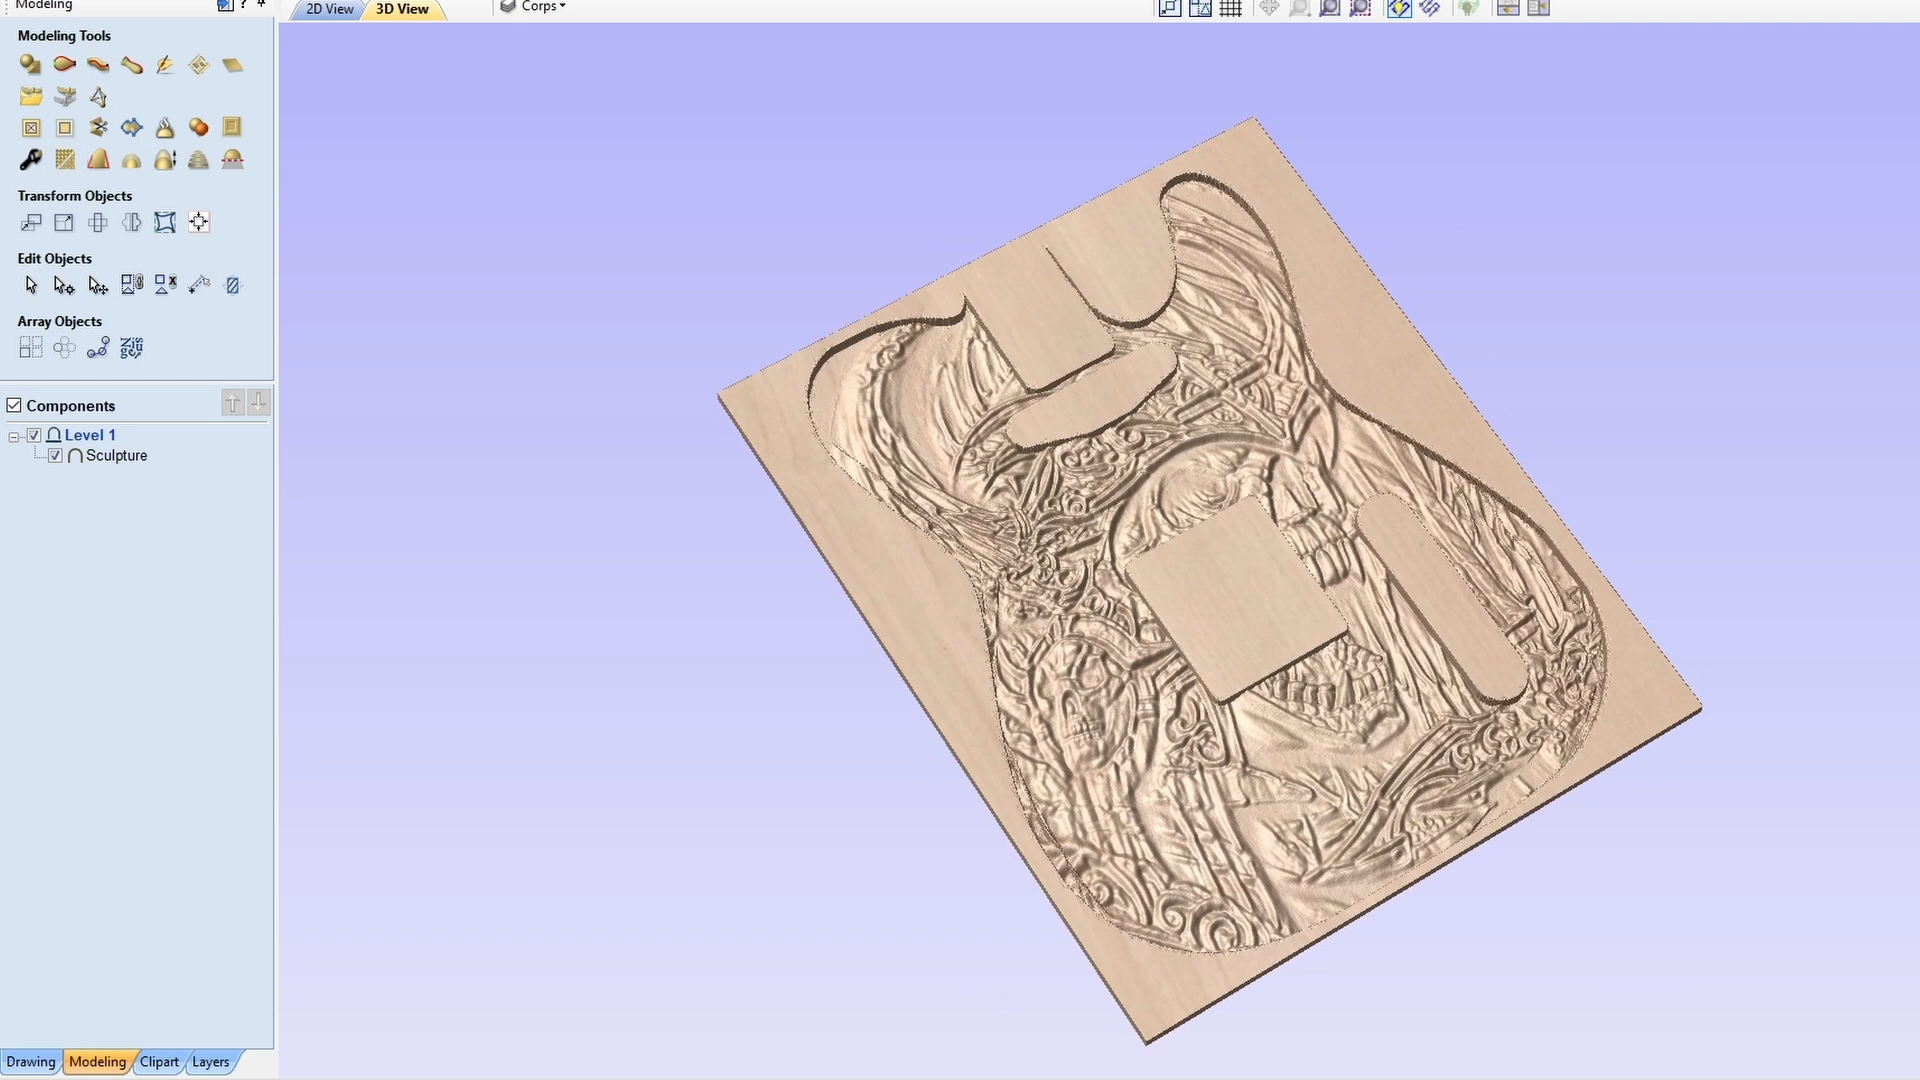 Modeling
2D View
3D View
Corps
Modeling Tools
Transform Objects
Edit Objects
Array Objects
Components
Level 1
Sculpture
Drawing
Modeling
Clipart
Layers